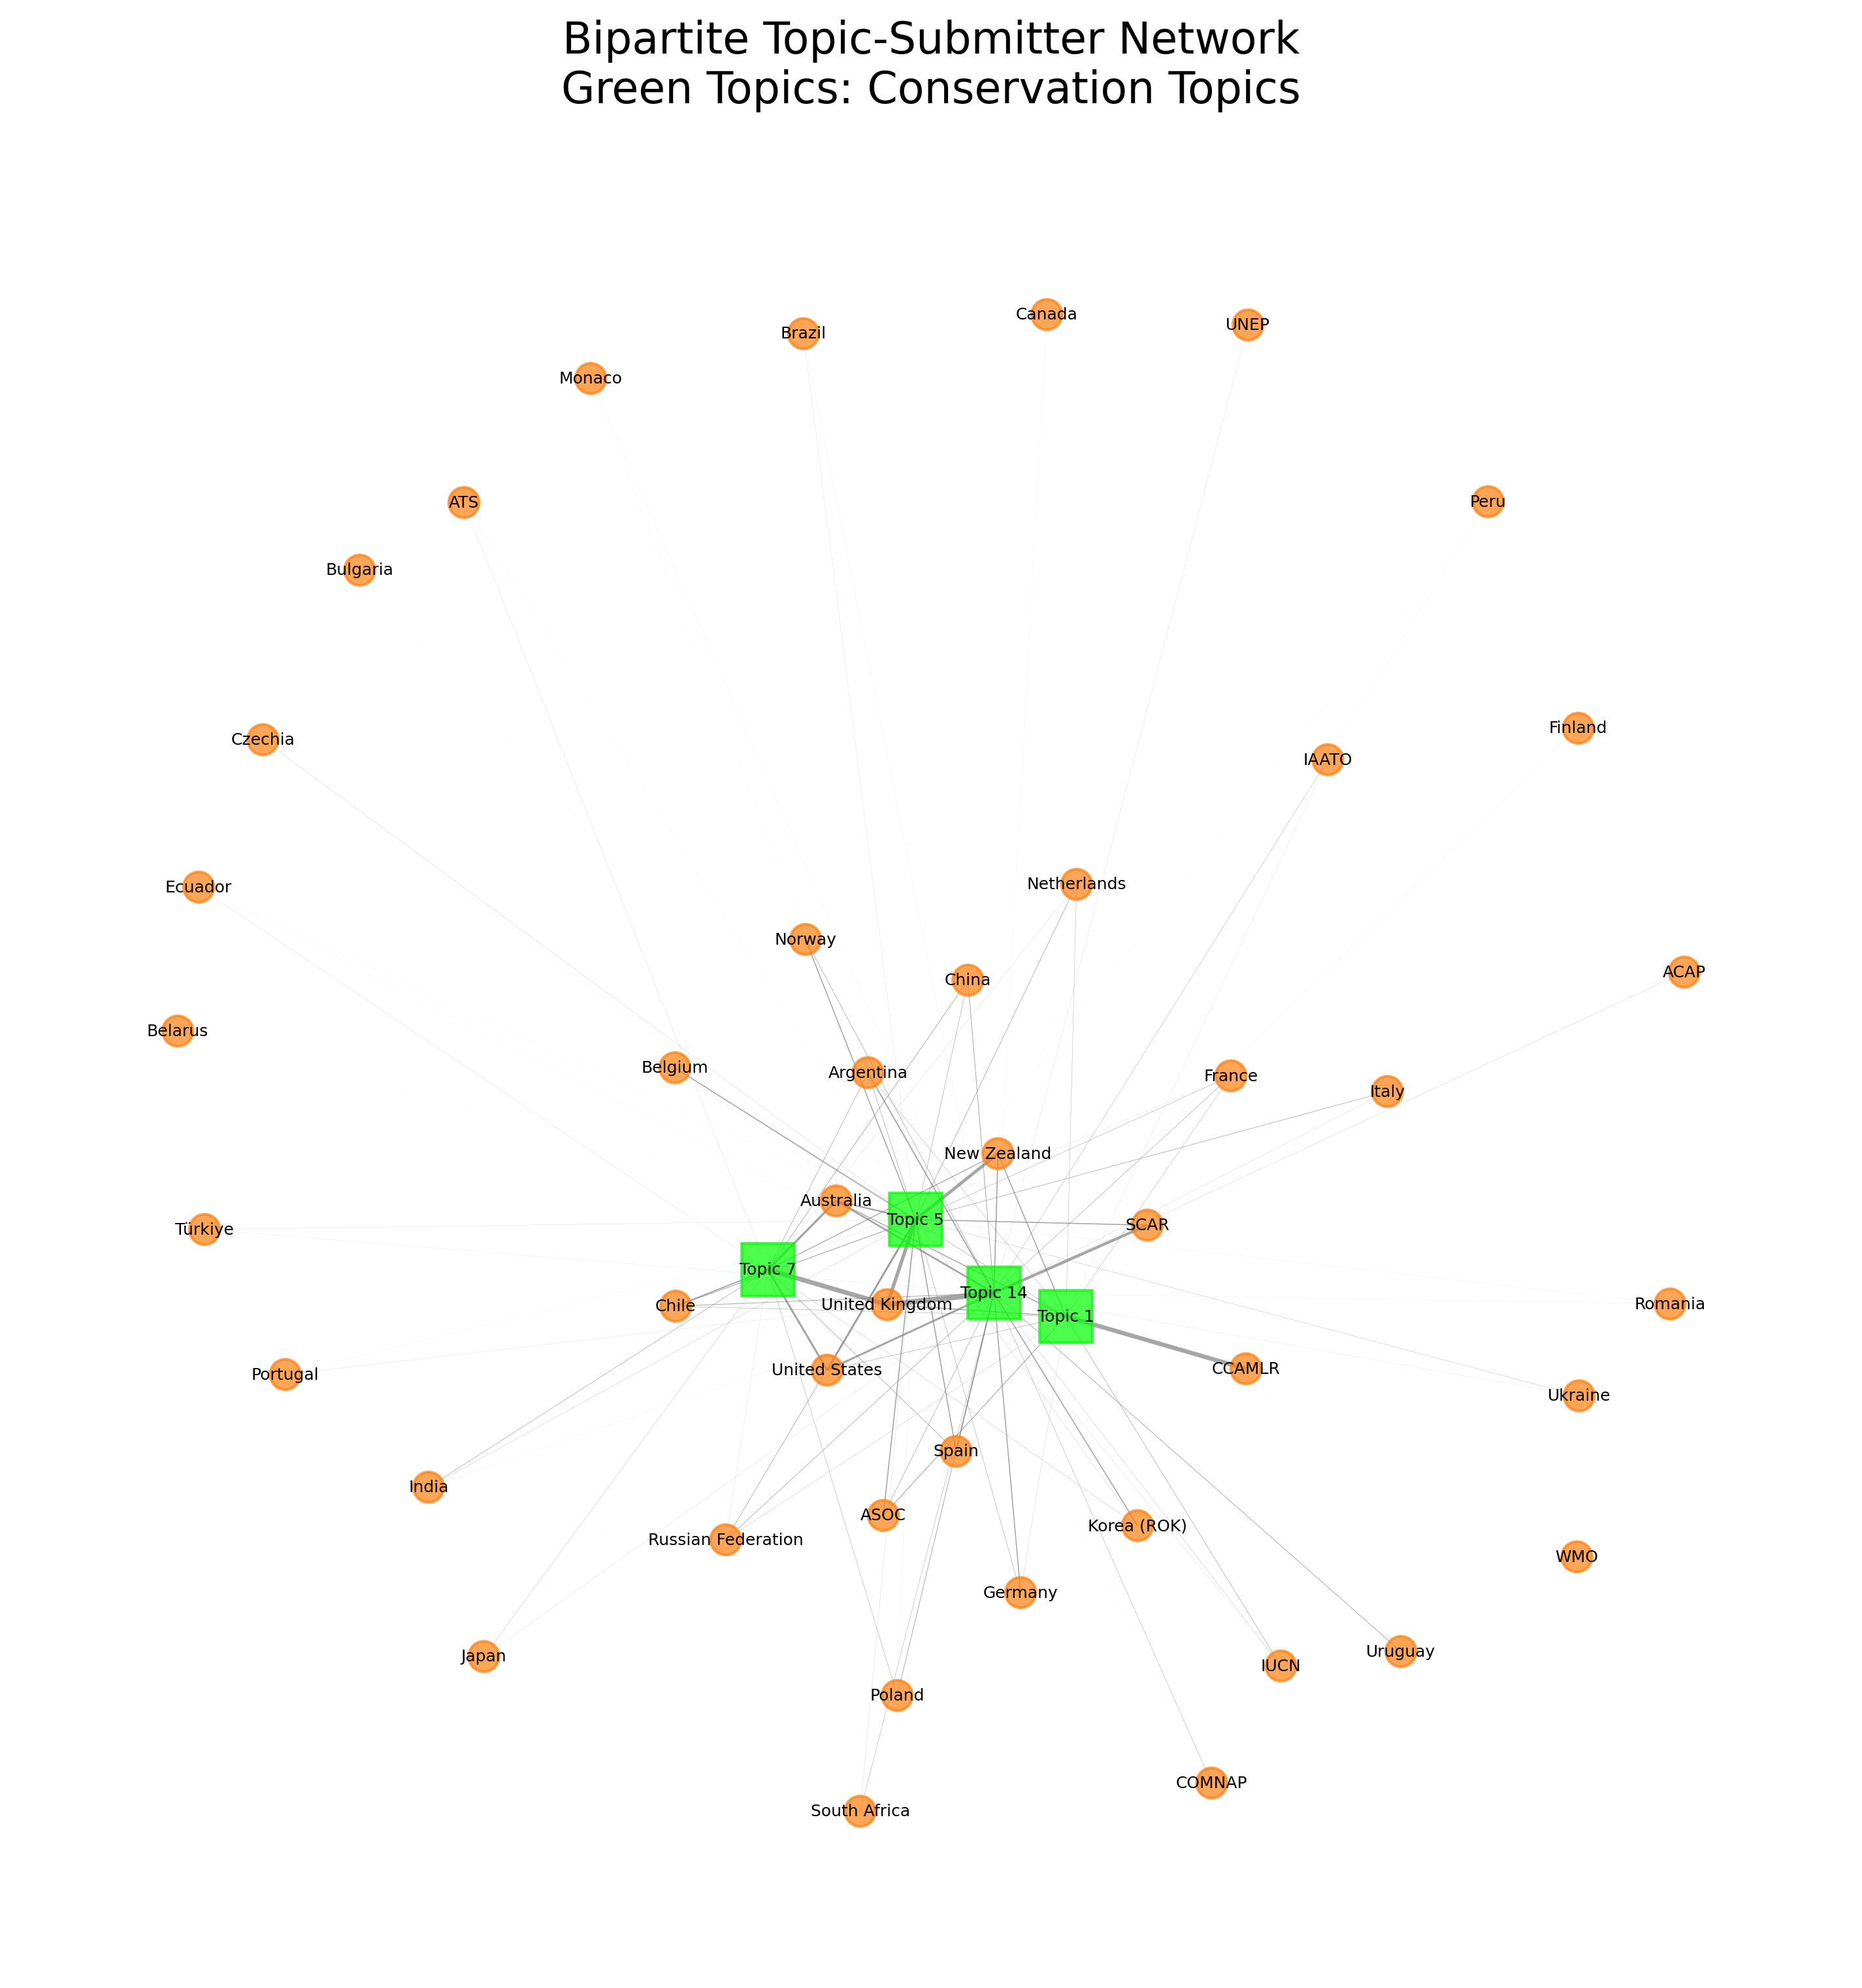 Bipartite Topic-Submitter Network
Green Topics: Conservation Topics
Canada
UNEP
Brazil
Monaco
ATS
Peru
Bulgaria
Finland
Czechia
IAATO
Netherlands
Ecuador
Norway
ACAP
China
Belarus
Belgium
Argentina
France
Italy
New Zealand
Australia
Topic 5
SCAR
Türkiye
Topic 7
Topic 14
Chile
United Kingdom
Romania
Topic 1
CCAMLR
United States
Portugal
Ukraine
Spain
India
ASOC
Korea (ROK)
Russian Federation
WMO
Germany
Uruguay
Japan
IUCN
Poland
COMNAP
South Africa